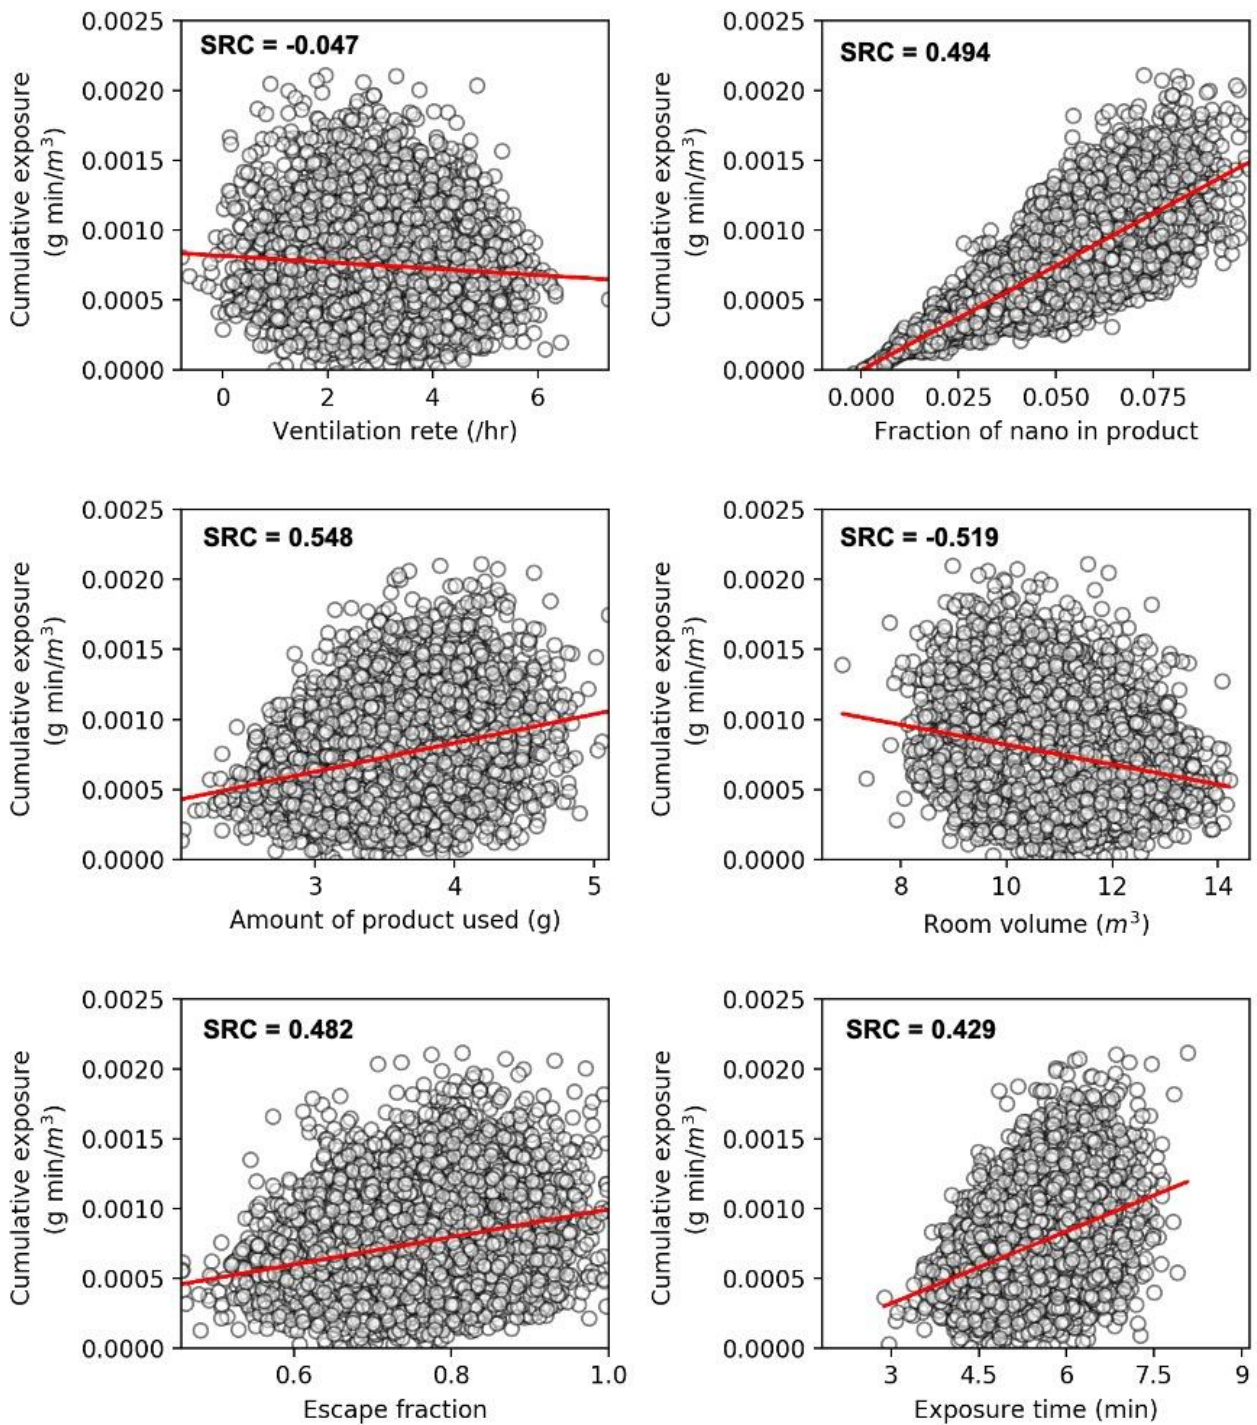 SRC = -0.047
Cumulative exposure
(g min/m³)
0.0025
0.0020
0.0015
0.0010
0.0005
0.0000
0 2 4 6
Ventilation rete (/hr)
SRC = 0.494
Cumulative exposure
(g min/m³)
0.0025
0.0020
0.0015
0.0010
0.0005
0.0000
0.000 0.025 0.050 0.075
Fraction of nano in product
SRC = 0.548
Cumulative exposure
(g min/m³)
0.0025
0.0020
0.0015
0.0010
0.0005
0.0000
3 4 5
Amount of product used (g)
SRC = -0.519
Cumulative exposure
(g min/m³)
0.0025
0.0020
0.0015
0.0010
0.0005
0.0000
8 10 12 14
Room volume (m³)
SRC = 0.482
Cumulative exposure
(g min/m³)
0.0025
0.0020
0.0015
0.0010
0.0005
0.0000
0.6 0.8 1.0
Escape fraction
SRC = 0.429
Cumulative exposure
(g min/m³)
0.0025
0.0020
0.0015
0.0010
0.0005
0.0000
3 4.5 6 7.5 9
Exposure time (min)